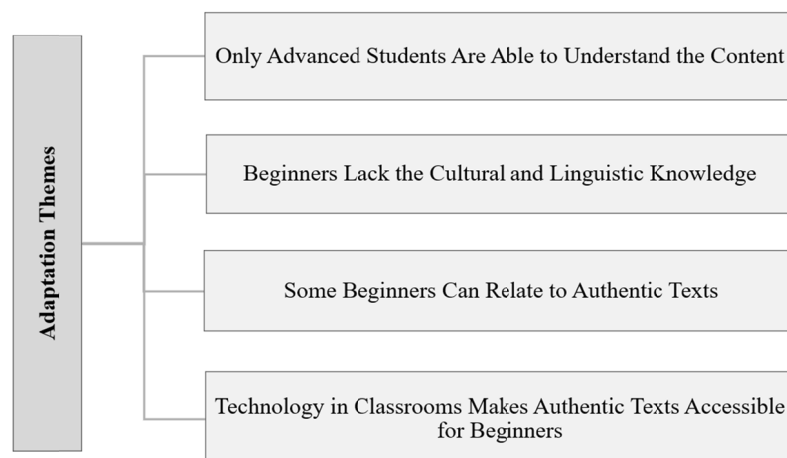 Adaptation Themes
Only Advanced Students Are Able to Understand the Content
Beginners Lack the Cultural and Linguistic Knowledge
Some Beginners Can Relate to Authentic Texts
Technology in Classrooms Makes Authentic Texts Accessible
for Beginners